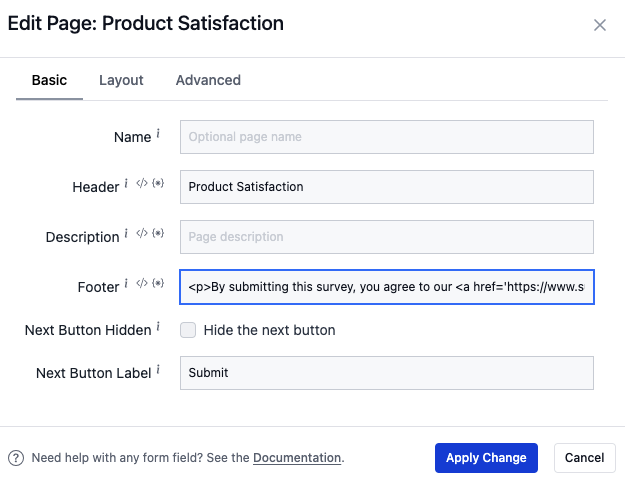 Edit Page: Product Satisfaction
Basic Layout Advanced
Name i Optional page name
Header i </> {*} Product Satisfaction
Description i </> {*} Page description
Footer i </> {*} <p>By submitting this survey, you agree to our <a href='https://www.s
Next Button Hidden i Hide the next button
Next Button Label i Submit
? Need help with any form field? See the Documentation. Apply Change Cancel